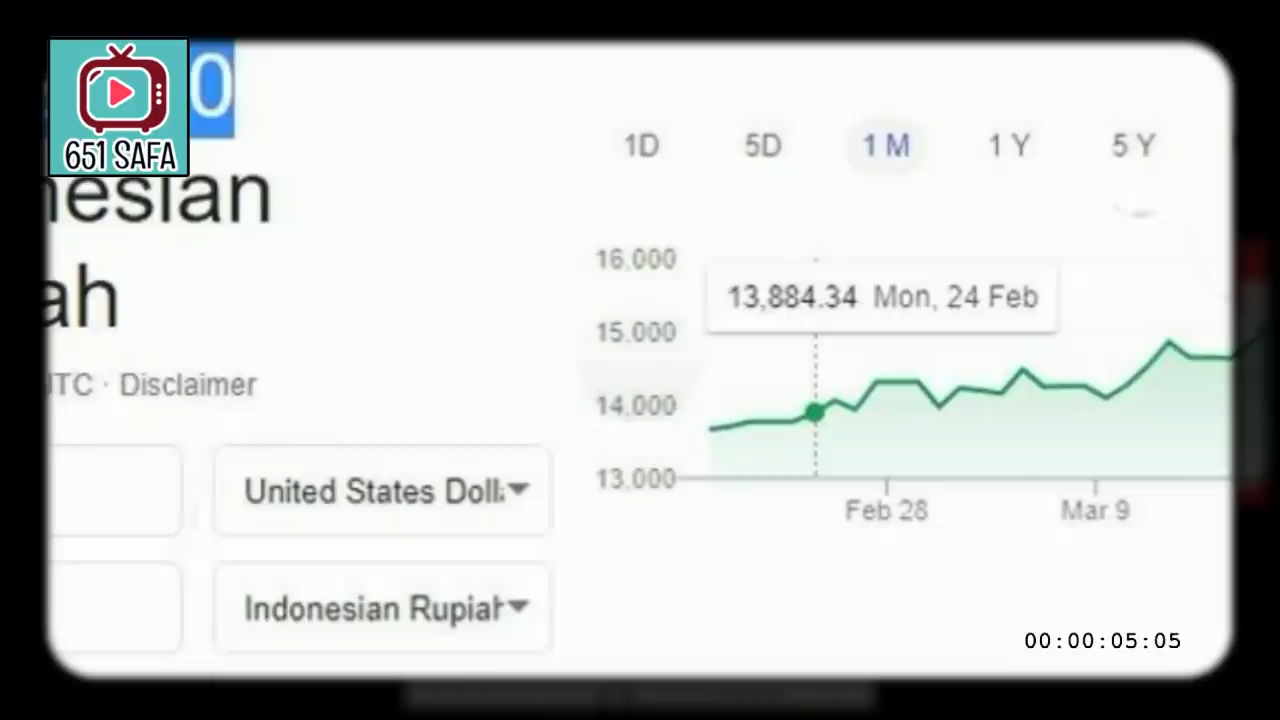 0
651 SAFA
nesian
ah
1D 5D 1 M 1 Y 5 Y
16,000
13,884.34 Mon, 24 Feb
15,000
UTC · Disclaimer
14,000
United States Doll
13,000
Feb 28 Mar 9
Indonesian Rupiah
00:00:05:05